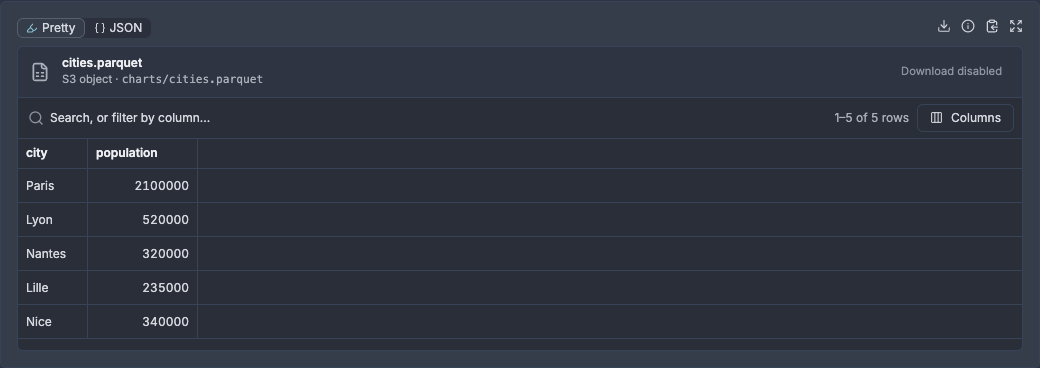 Pretty {} JSON
cities.parquet
S3 object · charts/cities.parquet
Download disabled
Search, or filter by column...
1–5 of 5 rows
Columns
city population
Paris 2100000
Lyon 520000
Nantes 320000
Lille 235000
Nice 340000